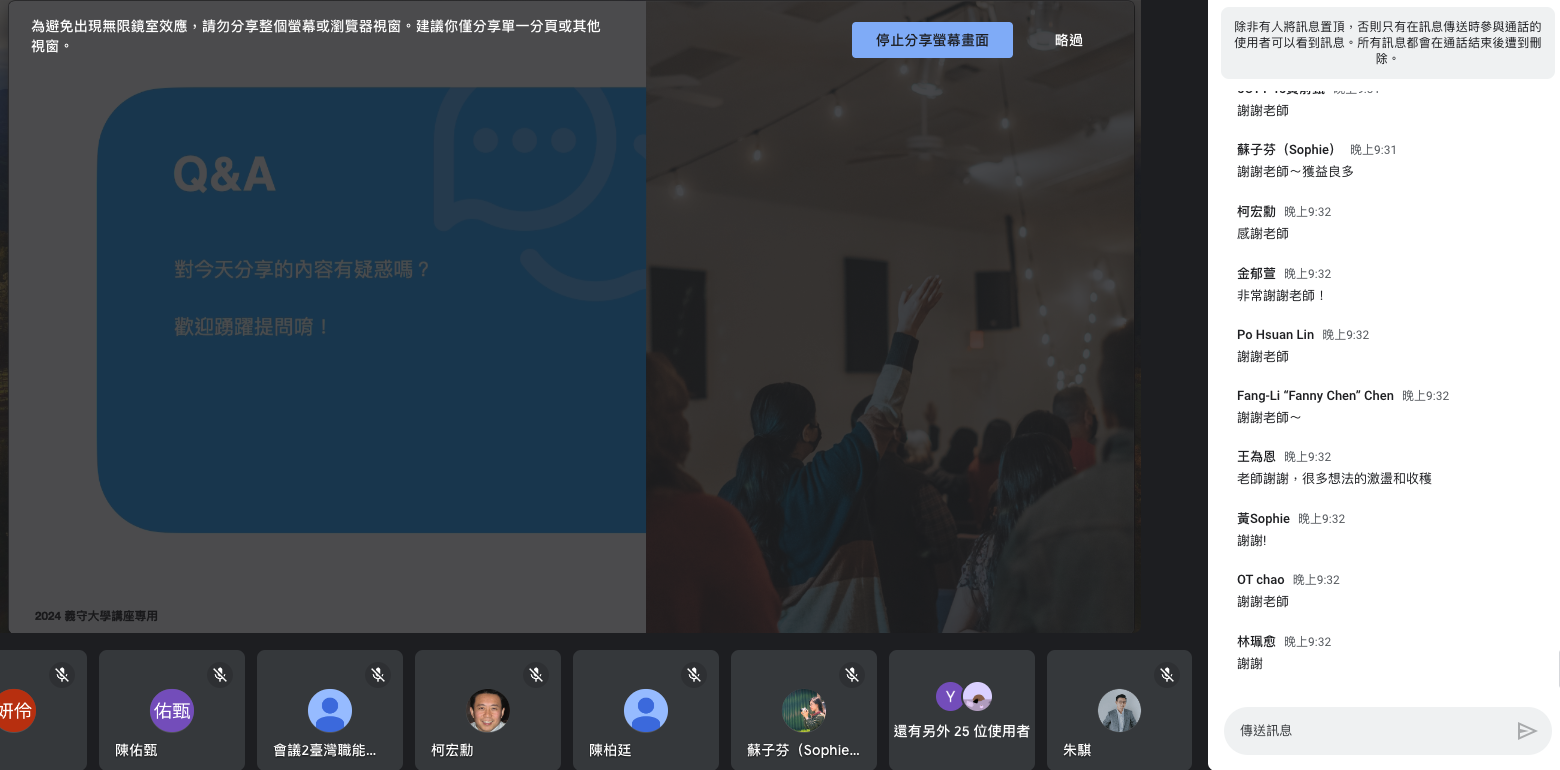 為避免出現無限鏡室效應，請勿分享整個螢幕或瀏覽器視窗。建議你僅分享單一分頁或其他
視窗。
停止分享螢幕畫面
略過
Q&A
對今天分享的內容有疑惑嗎？
歡迎踴躍提問唷！
2024 義守大學講座專用
妍伶
佑甄
陳佑甄
會議2臺灣職能...
柯宏勳
陳柏廷
蘇子芬（Sophie...
Y
還有另外 25 位使用者
朱騏
除非有人將訊息置頂，否則只有在訊息傳送時參與通話的
使用者可以看到訊息。所有訊息都會在通話結束後遭到刪
除。
晚上9:31
謝謝老師
蘇子芬（Sophie） 晚上9:31
謝謝老師～獲益良多
柯宏勳 晚上9:32
感謝老師
金郁萱 晚上9:32
非常謝謝老師！
Po Hsuan Lin 晚上9:32
謝謝老師
Fang-Li “Fanny Chen” Chen 晚上9:32
謝謝老師～
王為恩 晚上9:32
老師謝謝，很多想法的激盪和收穫
黃Sophie 晚上9:32
謝謝!
OT chao 晚上9:32
謝謝老師
林珮愈 晚上9:32
謝謝
傳送訊息